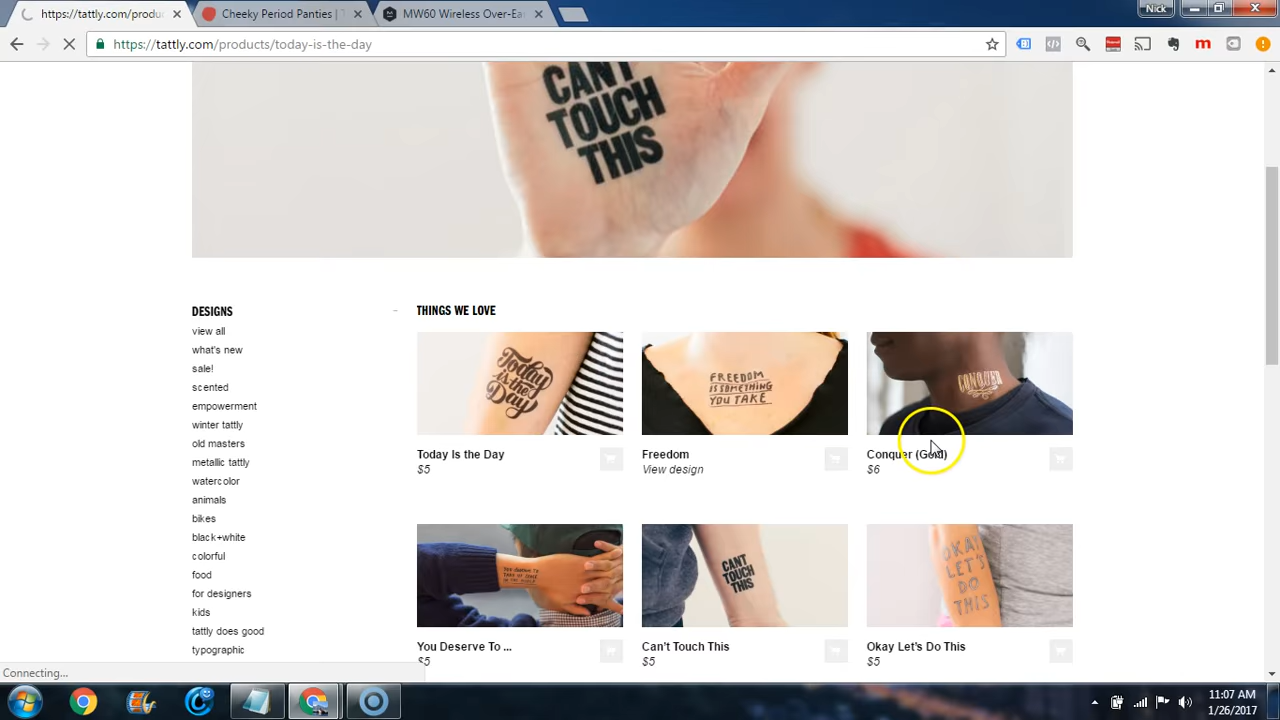 https://tattly.com/produc
Cheeky Period Panties | T
MW60 Wireless Over-Ea
Nick
https://tattly.com/products/today-is-the-day
CAN'T
TOUCH
THIS
DESIGNS
view all
what's new
sale!
scented
empowerment
winter tattly
old masters
metallic tattly
watercolor
animals
bikes
black+white
colorful
food
for designers
kids
tattly does good
typographic
THINGS WE LOVE
Today
is the
Day
FREEDOM
IS SOMETHING
YOU TAKE
CONQUER
Today Is the Day
$5
Freedom
View design
Conquer (Gold)
$6
CANT
TOUCH
THIS
OKAY
LET'S
DO
THIS
You Deserve To ...
$5
Can't Touch This
$5
Okay Let's Do This
$5
Connecting...
11:07 AM
1/26/2017